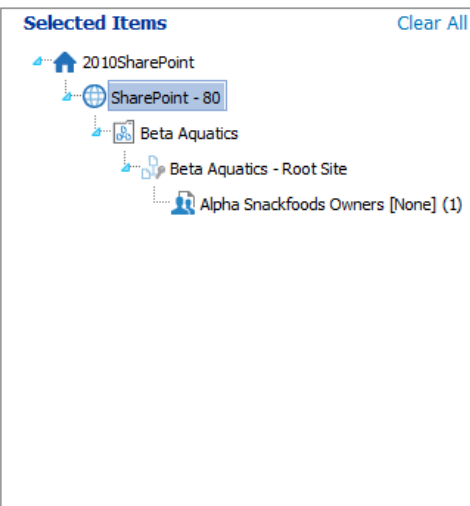 Selected Items Clear All
2010SharePoint
SharePoint - 80
Beta Aquatics
Beta Aquatics - Root Site
Alpha Snackfoods Owners [None] (1)